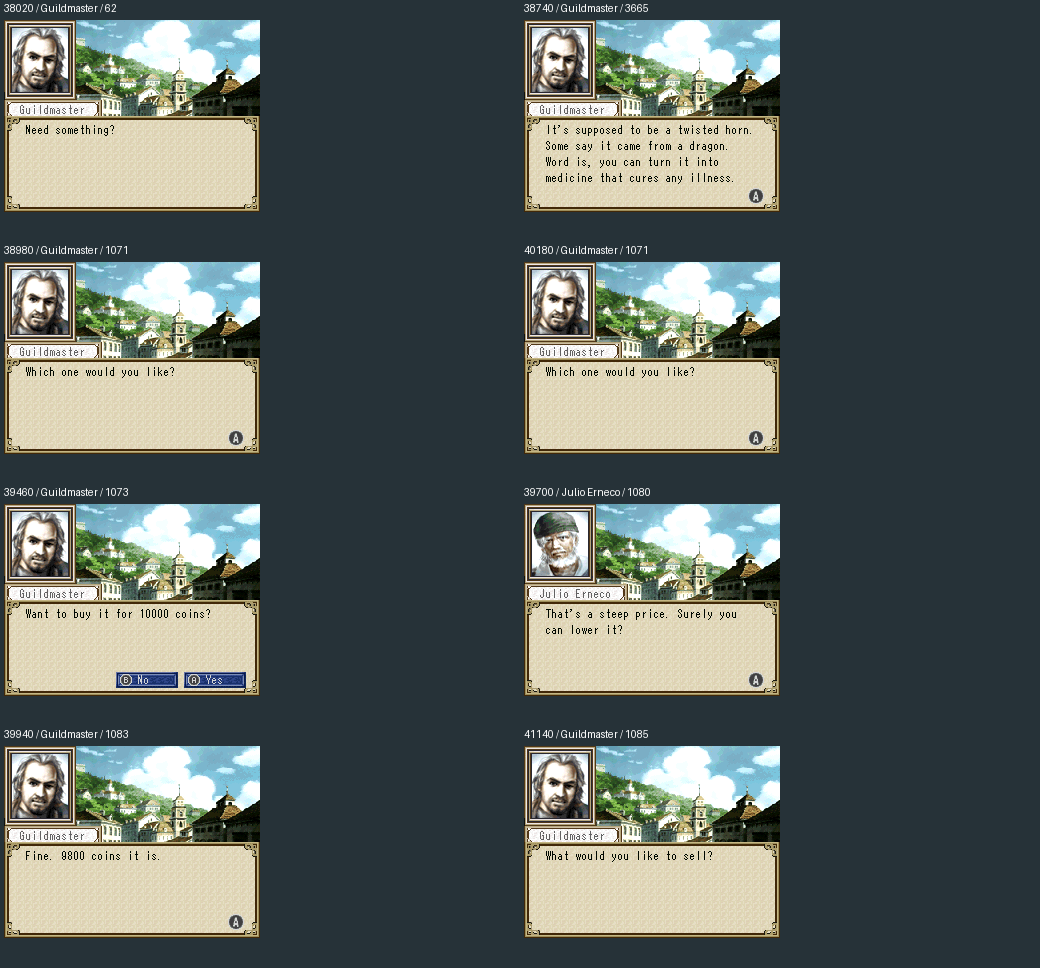 38020 / Guildmaster / 62
Guildmaster
Need something?
38740 / Guildmaster / 3665
Guildmaster
It's supposed to be a twisted horn.
Some say it came from a dragon.
Word is, you can turn it into
medicine that cures any illness.
A
38980 / Guildmaster / 1071
Guildmaster
Which one would you like?
A
40180 / Guildmaster / 1071
Guildmaster
Which one would you like?
A
39460 / Guildmaster / 1073
Guildmaster
Want to buy it for 10000 coins?
B No
A Yes
39700 / Julio Erneco / 1080
Julio Erneco
That's a steep price. Surely you
can lower it?
A
39940 / Guildmaster / 1083
Guildmaster
Fine. 9800 coins it is.
A
41140 / Guildmaster / 1085
Guildmaster
What would you like to sell?